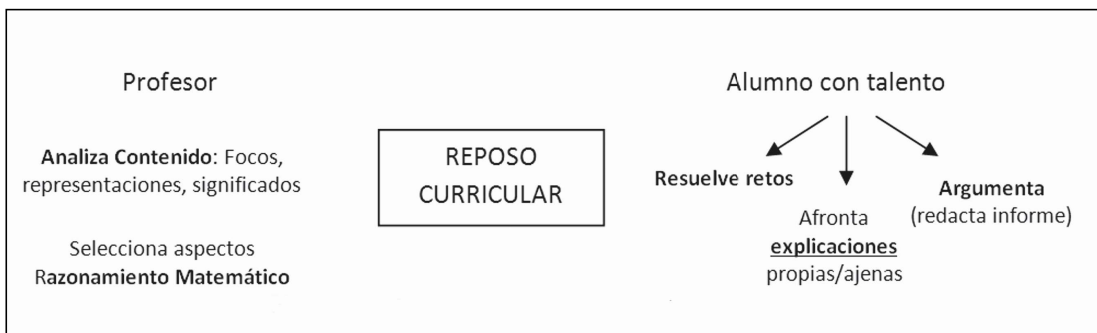 Profesor
Analiza Contenido: Focos,
representaciones, significados
Selecciona aspectos
Razonamiento Matemático
REPOSO
CURRICULAR
Alumno con talento
Resuelve retos
Afronta
explicaciones
propias/ajenas
Argumenta
(redacta informe)